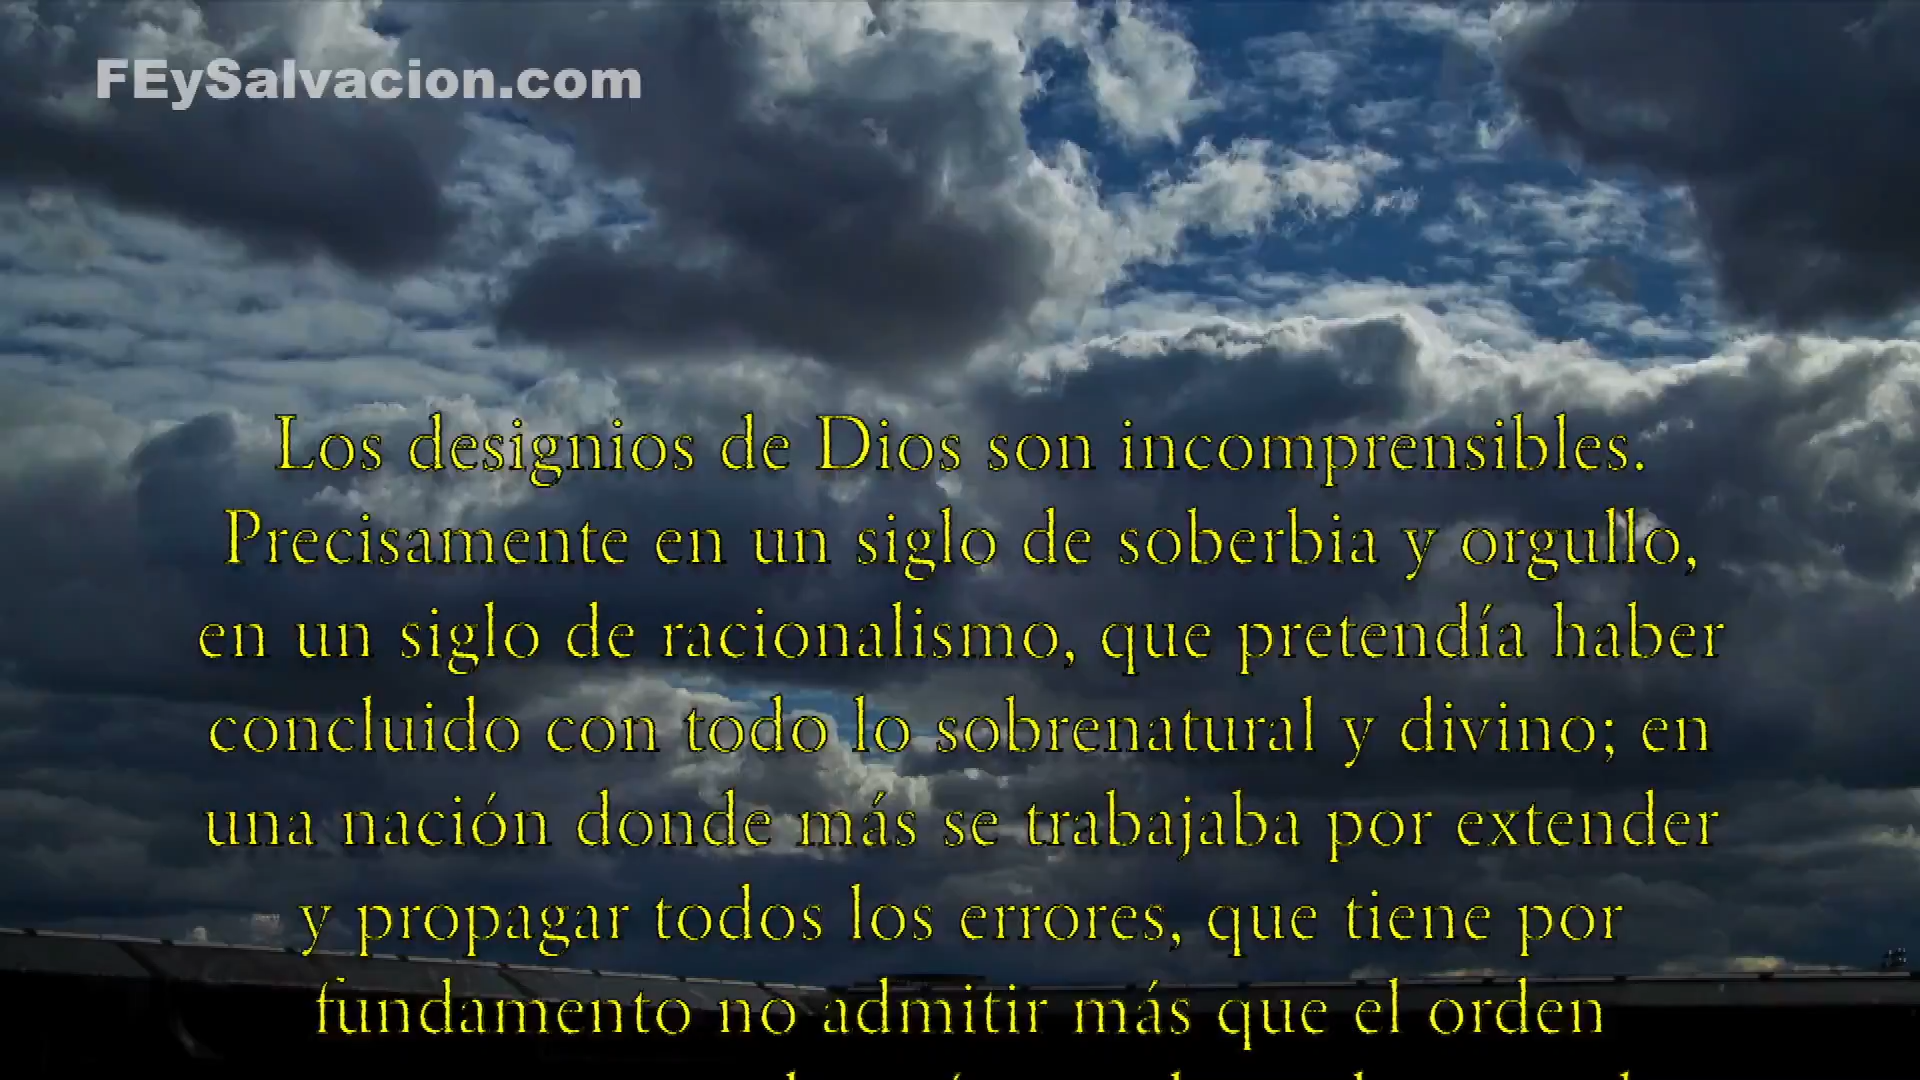 FEySalvacion.com
Los designios de Dios son incomprensibles.
Precisamente en un siglo de soberbia y orgullo,
en un siglo de racionalismo, que pretendía haber
concluido con todo lo sobrenatural y divino; en
una nación donde más se trabajaba por extender
y propagar todos los errores, que tiene por
fundamento no admitir más que el orden